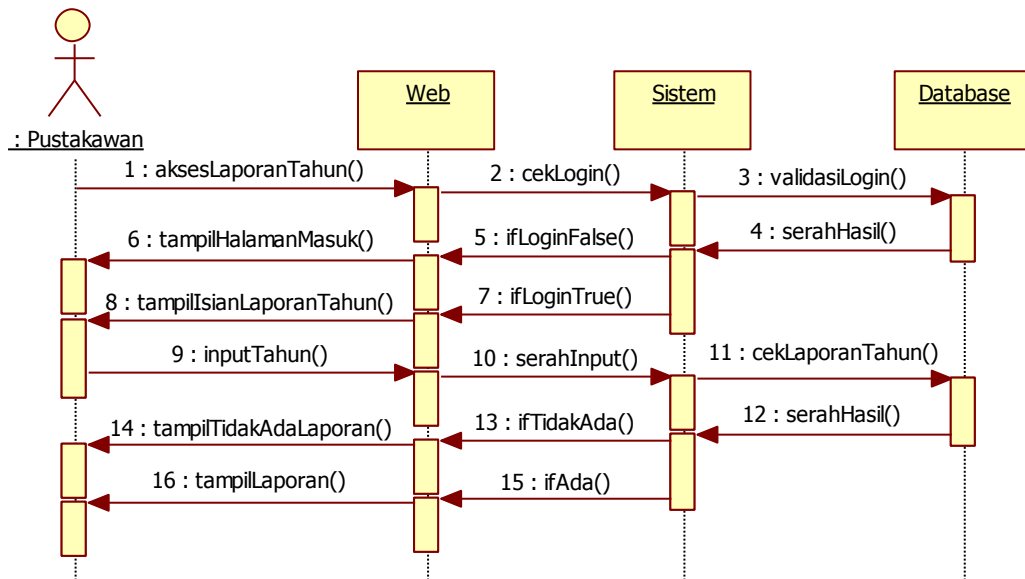 Web
Sistem
Database
: Pustakawan
1 : aksesLaporanTahun()
2 : cekLogin()
3 : validasiLogin()
4 : serahHasil()
5 : ifLoginFalse()
6 : tampilHalamanMasuk()
7 : ifLoginTrue()
8 : tampilIsianLaporanTahun()
9 : inputTahun()
10 : serahInput()
11 : cekLaporanTahun()
12 : serahHasil()
13 : ifTidakAda()
14 : tampilTidakAdaLaporan()
15 : ifAda()
16 : tampilLaporan()